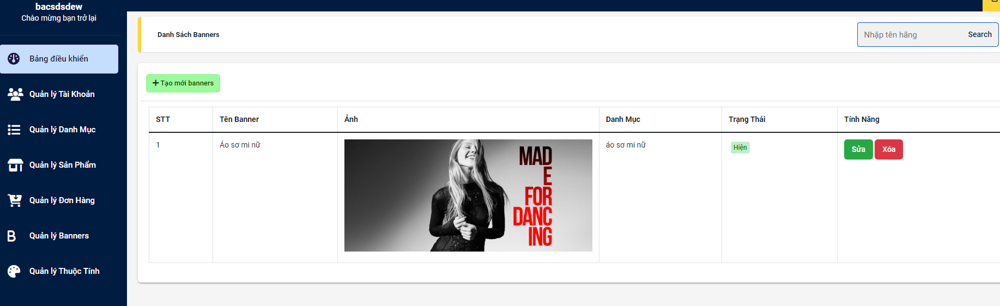 bacsdsdew
Chào mừng bạn trở lại
Bảng điều khiển
Quản lý Tài Khoản
Quản lý Danh Mục
Quản lý Sản Phẩm
Quản lý Đơn Hàng
Quản lý Banners
Quản lý Thuộc Tính
Danh Sách Banners
Nhập tên hãng Search
Tạo mới banners
STT Tên Banner Ảnh Danh Mục Trạng Thái Tính Năng
1 Áo sơ mi nữ áo sơ mi nữ Hiện Sửa Xóa
MAD
E
FOR
DANC
ING